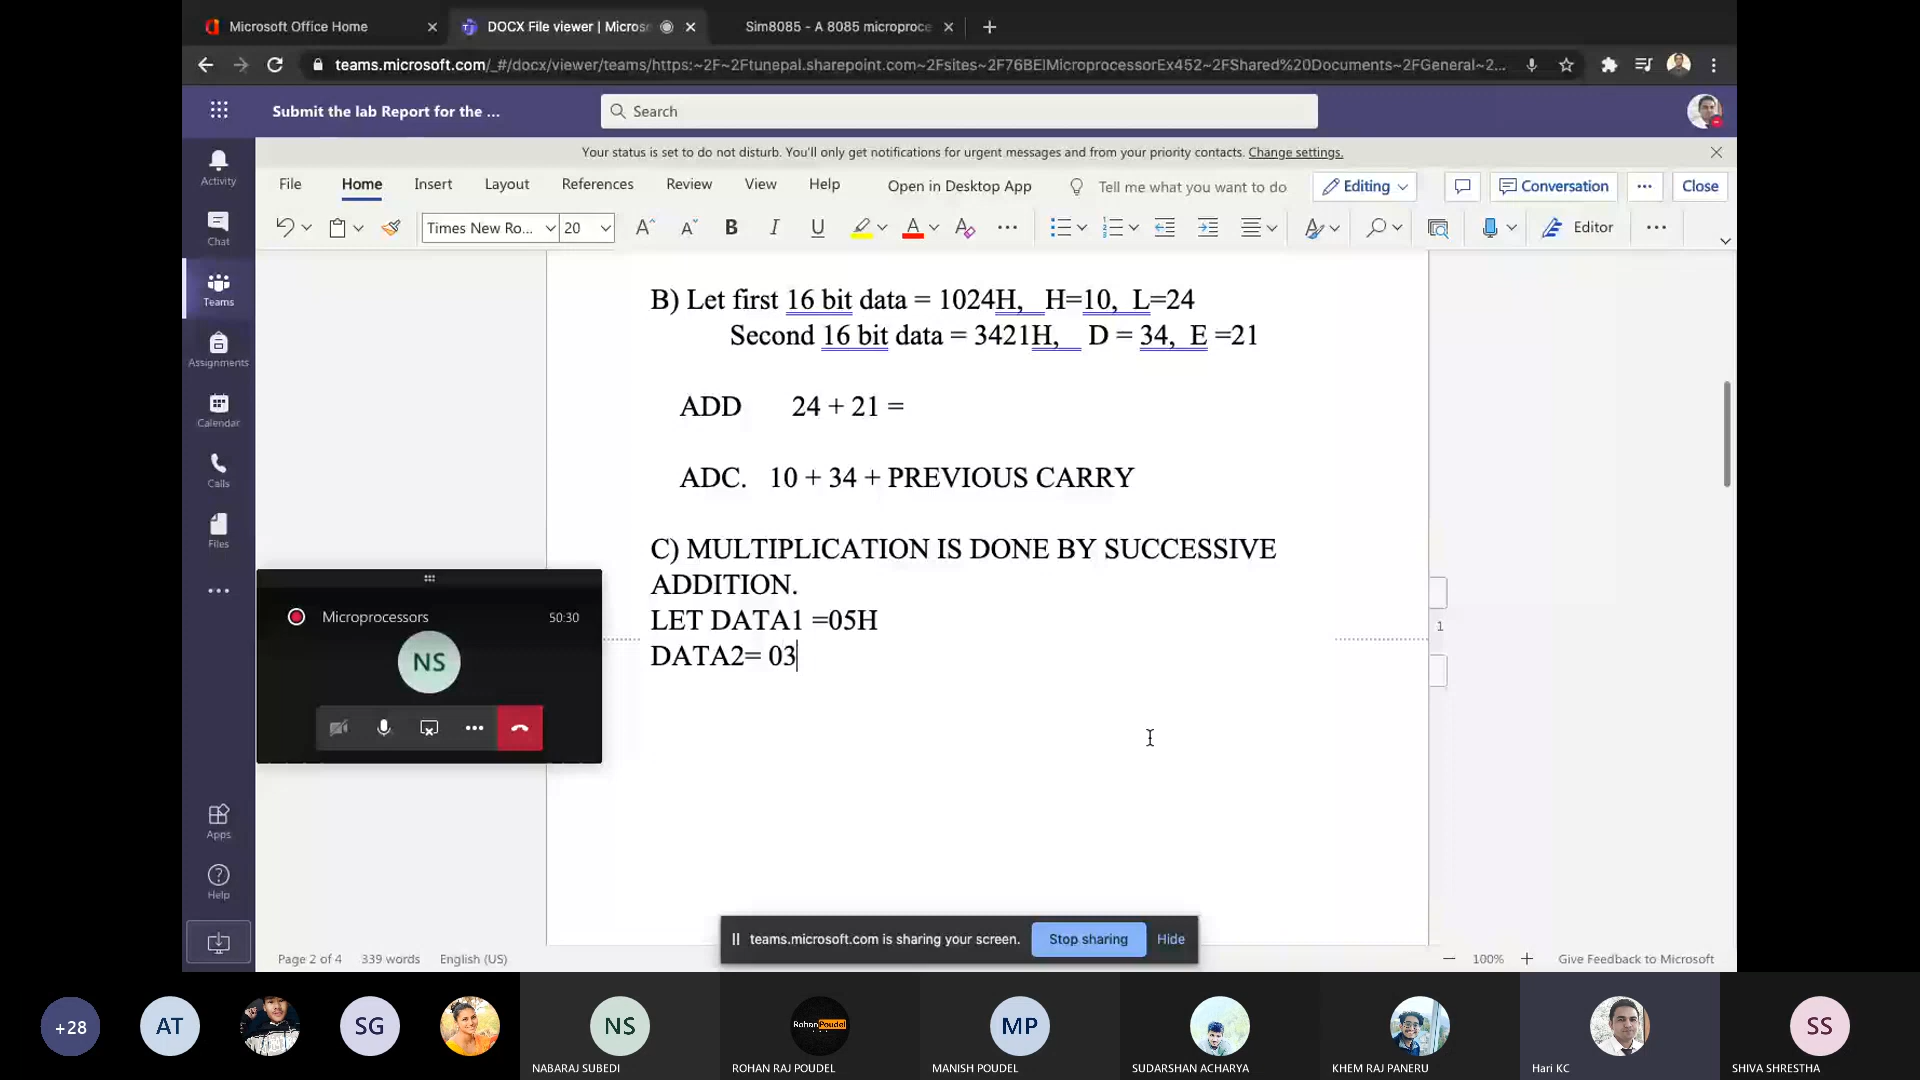 Microsoft Office Home
DOCX File viewer | Micros
Sim8085 - A 8085 microproce
teams.microsoft.com/_#/docx/viewer/teams/https:~2F~2Ftunepal.sharepoint.com~2Fsites~2F76BEIMicroprocessorEx452~2FShared%20Documents~2FGeneral~2...
Submit the lab Report for the ...
Search
Your status is set to do not disturb. You'll only get notifications for urgent messages and from your priority contacts. Change settings.
File Home Insert Layout References Review View Help Open in Desktop App Tell me what you want to do Editing Conversation ... Close
Times New Ro... 20 A A B I U A A ... Editor ...
Activity
Chat
Teams
Assignments
Calendar
Calls
Files
...
Apps
Help
B) Let first 16 bit data = 1024H, H=10, L=24
Second 16 bit data = 3421H, D = 34, E =21
ADD 24 + 21 =
ADC. 10 + 34 + PREVIOUS CARRY
C) MULTIPLICATION IS DONE BY SUCCESSIVE
ADDITION.
LET DATA1 =05H
DATA2= 03
1
Microprocessors 50:30
NS
teams.microsoft.com is sharing your screen. Stop sharing Hide
Page 2 of 4 339 words English (US) 100% Give Feedback to Microsoft
+28 AT SG NS Rohan Poudel MP SS
NABARAJ SUBEDI ROHAN RAJ POUDEL MANISH POUDEL SUDARSHAN ACHARYA KHEM RAJ PANERU Hari KC SHIVA SHRESTHA